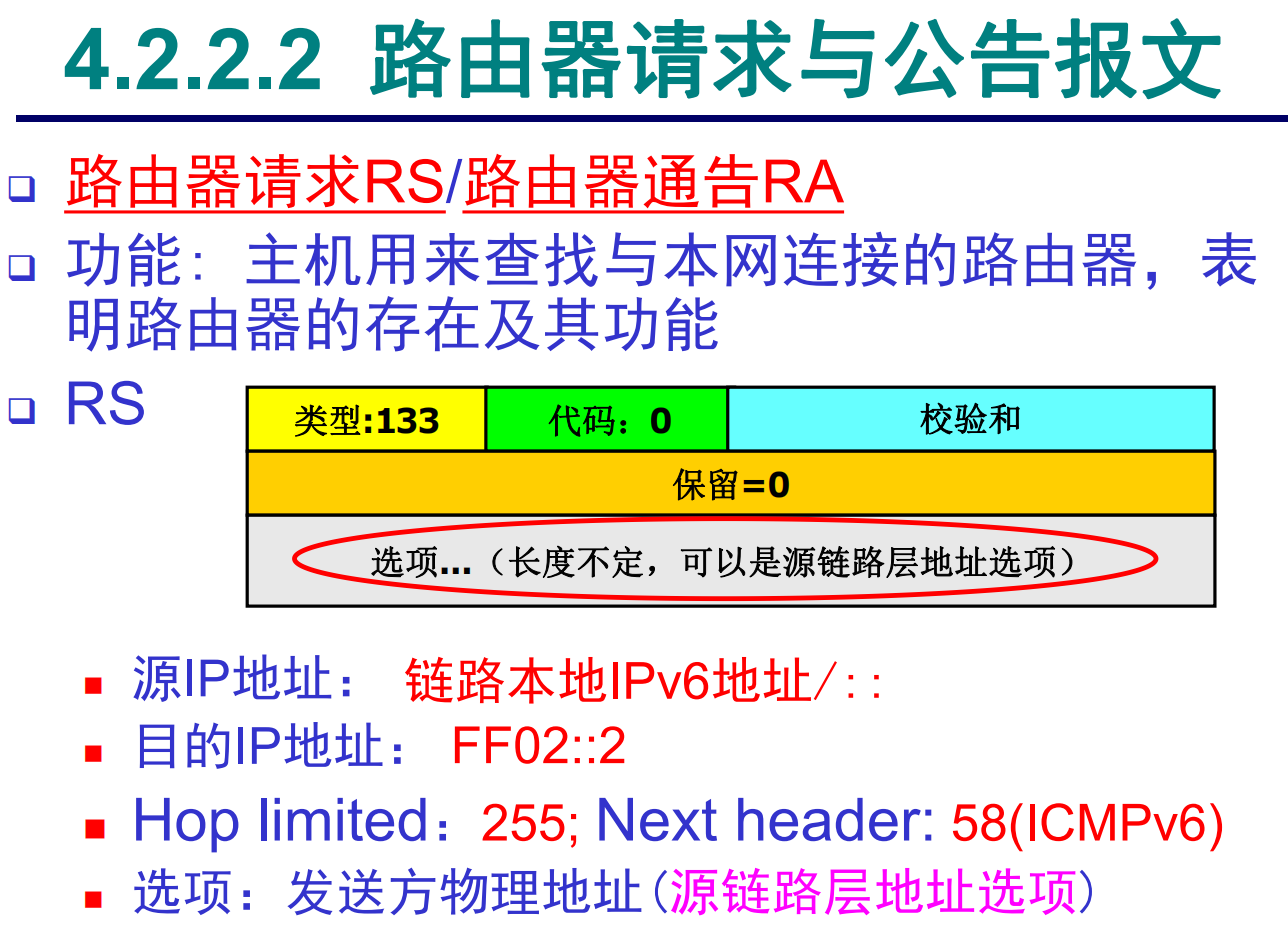 4.2.2.2 路由器请求与公告报文
路由器请求RS/路由器通告RA
功能：主机用来查找与本网连接的路由器，表
明路由器的存在及其功能
RS
类型:133 代码：0 校验和
保留=0
选项...（长度不定，可以是源链路层地址选项）
源IP地址： 链路本地IPv6地址/::
目的IP地址： FF02::2
Hop limited：255; Next header: 58(ICMPv6)
选项：发送方物理地址(源链路层地址选项)